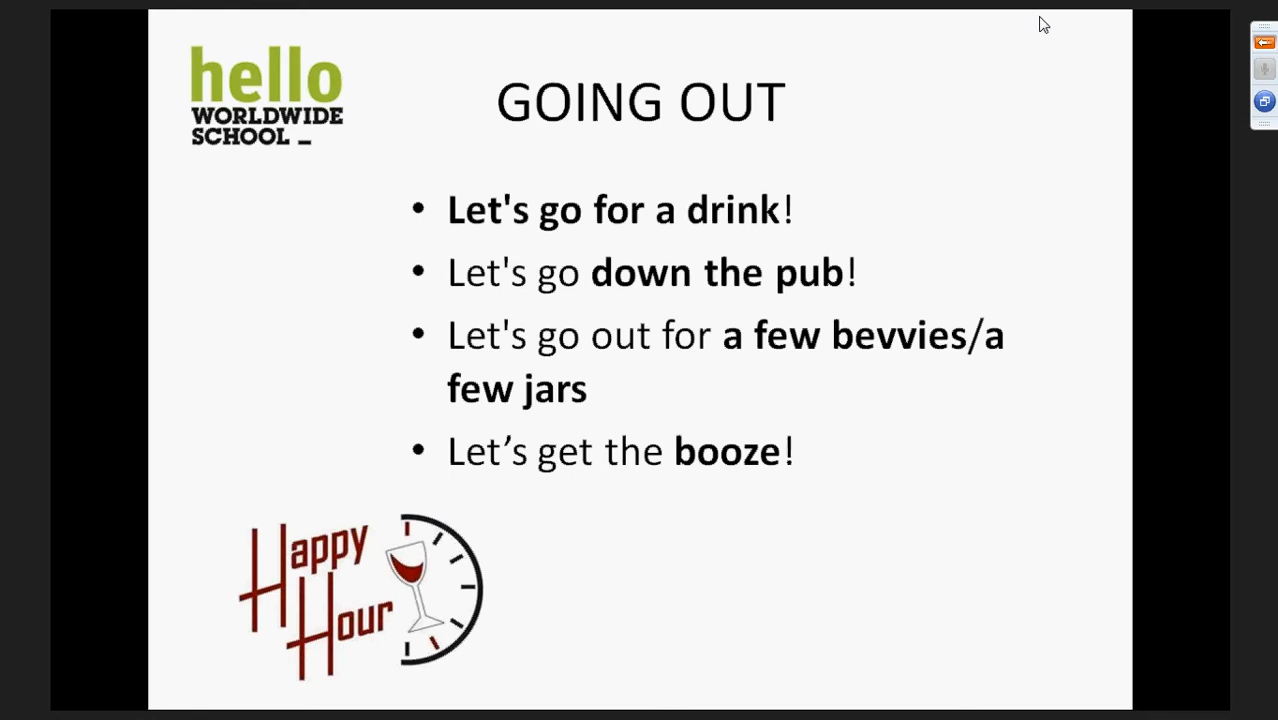 hello
WORLDWIDE
SCHOOL _
GOING OUT
• Let's go for a drink!
• Let's go down the pub!
• Let's go out for a few bevvies/a
few jars
• Let’s get the booze!
Happy
Hour